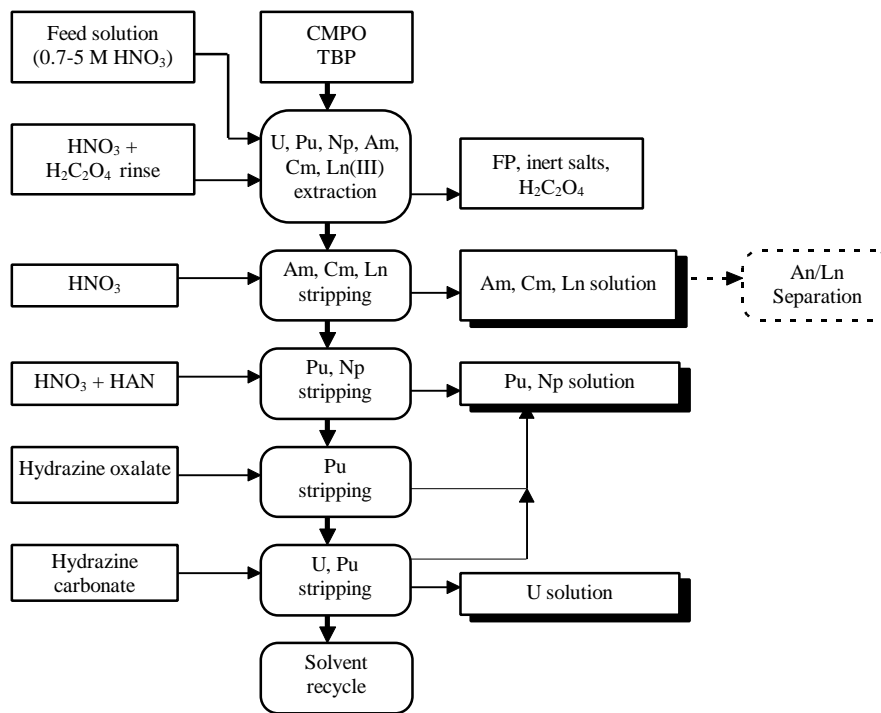 Feed solution
(0.7-5 M HNO₃)
CMPO
TBP
HNO₃ +
H₂C₂O₄ rinse
U, Pu, Np, Am,
Cm, Ln(III)
extraction
FP, inert salts,
H₂C₂O₄
HNO₃
Am, Cm, Ln
stripping
Am, Cm, Ln solution
An/Ln
Separation
HNO₃ + HAN
Pu, Np
stripping
Pu, Np solution
Hydrazine oxalate
Pu
stripping
Hydrazine
carbonate
U, Pu
stripping
U solution
Solvent
recycle